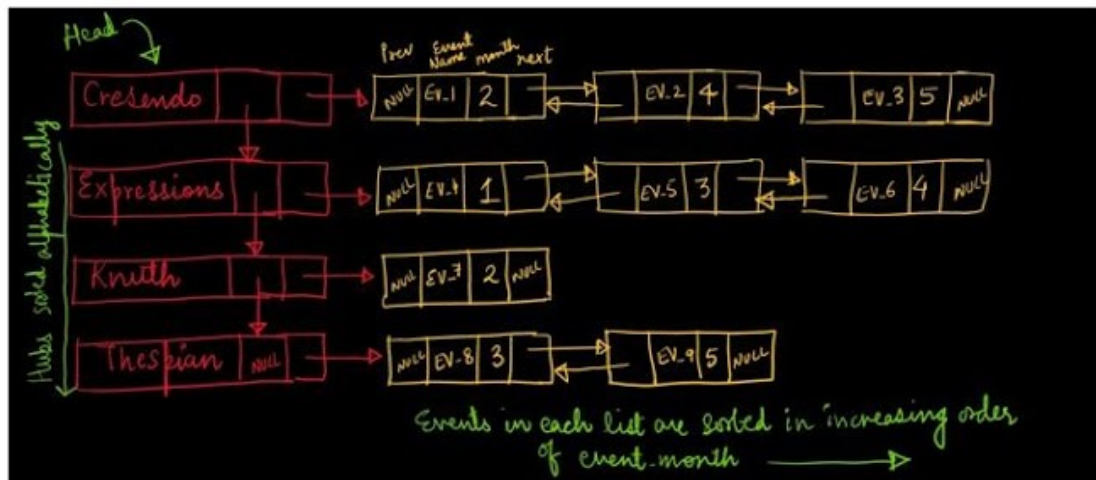 Head
Prev Event Name month next
Cresendo NULL EV_1 2 EV_2 4 EV_3 5 NULL
Expressions NULL EV_4 1 EV_5 3 EV_6 4 NULL
Knuth NULL EV_7 2 NULL
Thespian NULL NULL EV_8 3 EV_9 5 NULL
Hubs sorted alphabetically
Events in each list are sorted in increasing order
of event_month